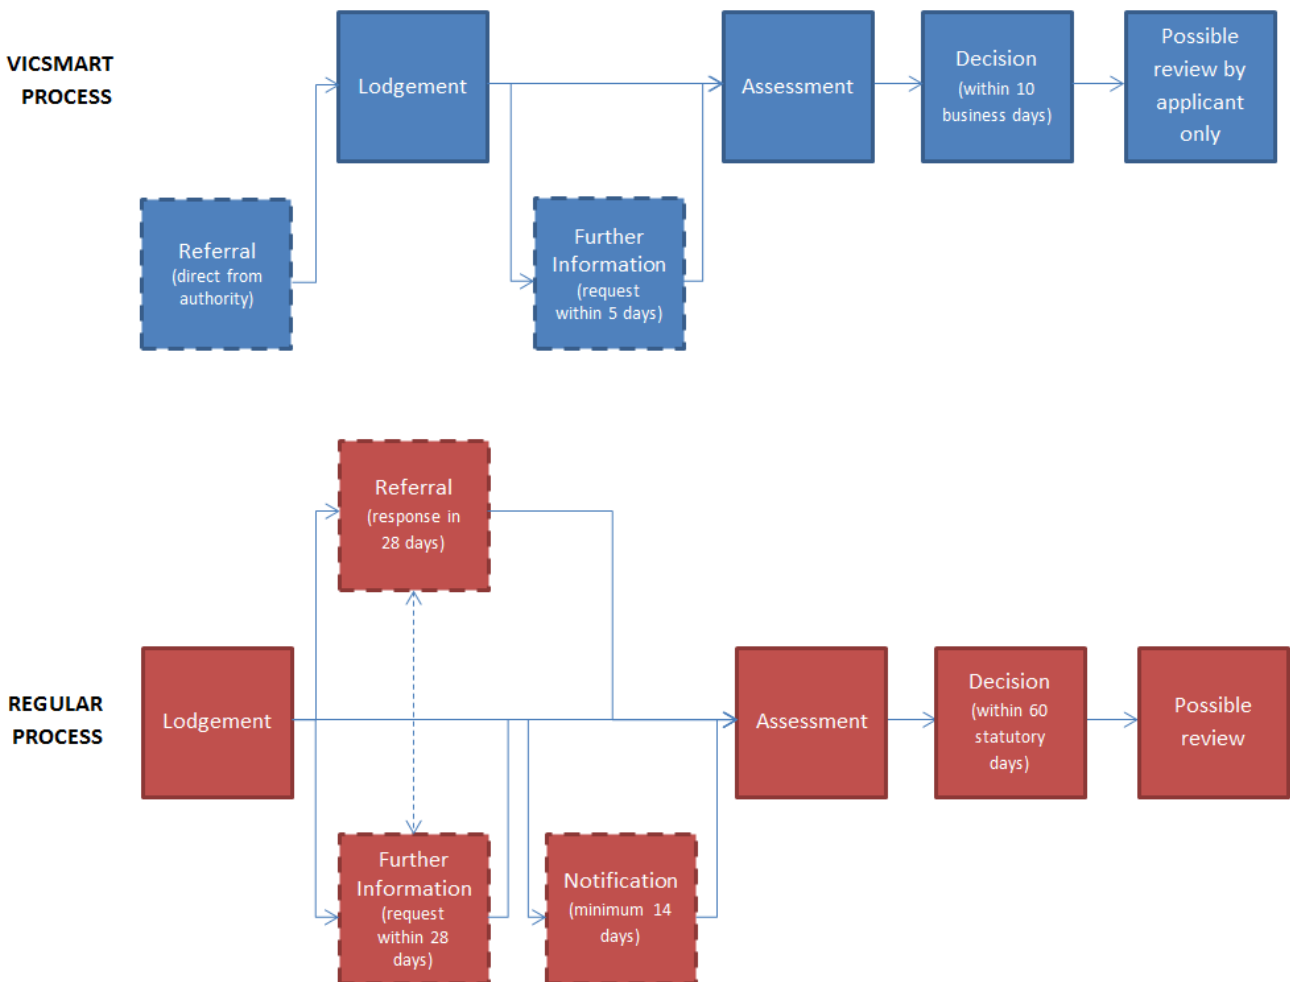 VICSMART
PROCESS
Lodgement
Assessment
Decision
(within 10
business days)
Possible
review by
applicant
only
Referral
(direct from
authority)
Further
Information
(request
within 5 days)
Referral
(response in
28 days)
REGULAR
PROCESS
Lodgement
Assessment
Decision
(within 60
statutory
days)
Possible
review
Further
Information
(request
within 28
days)
Notification
(minimum 14
days)